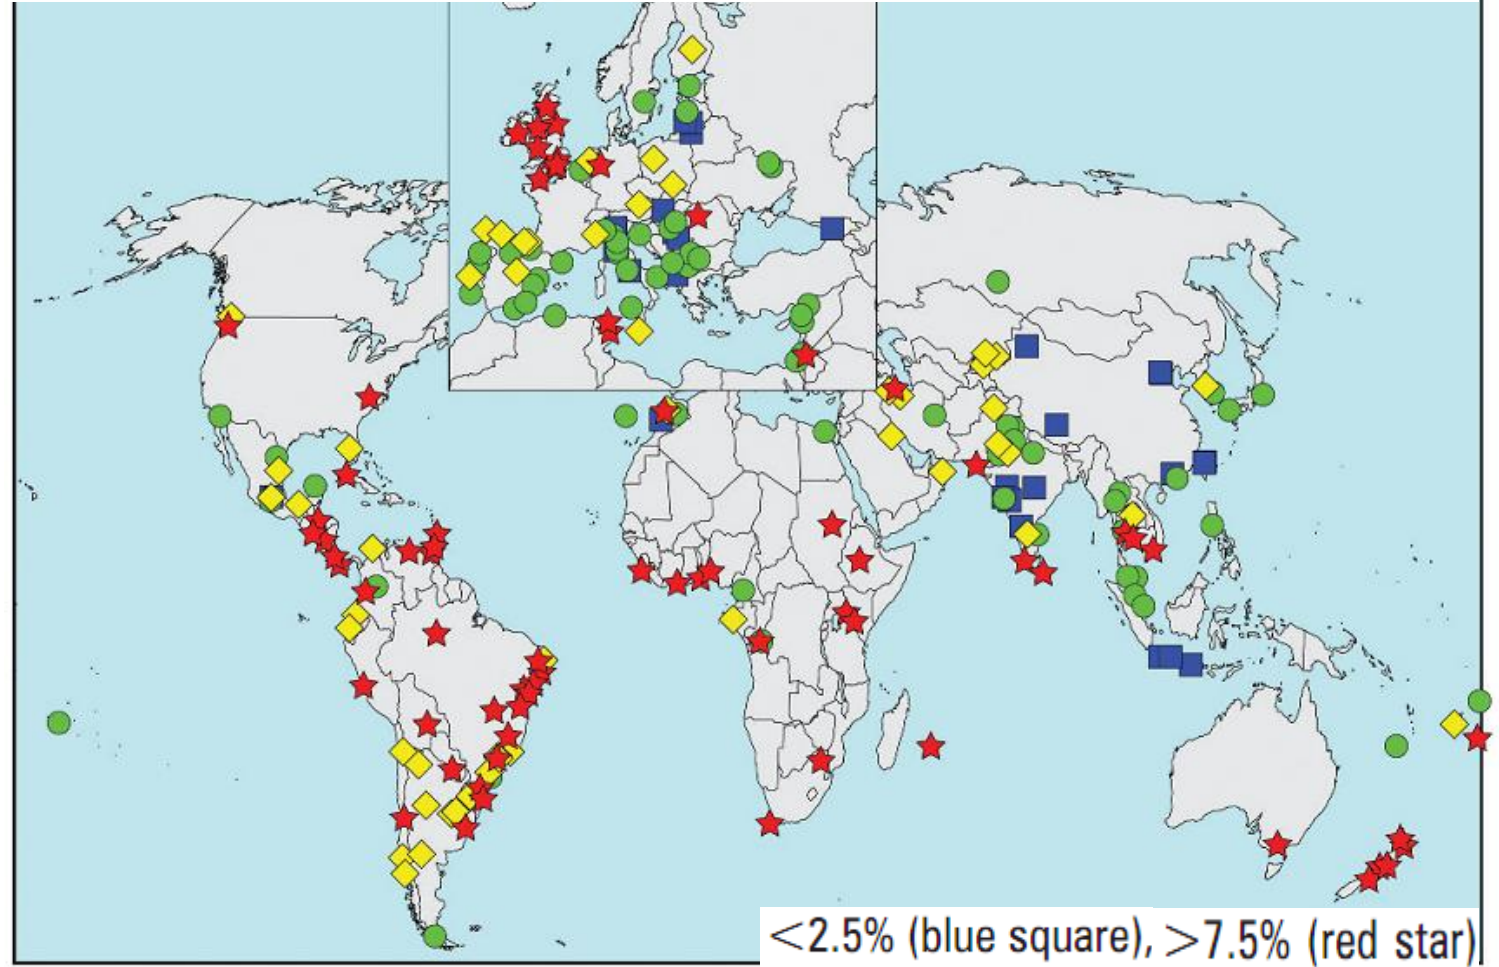 <2.5% (blue square), >7.5% (red star)